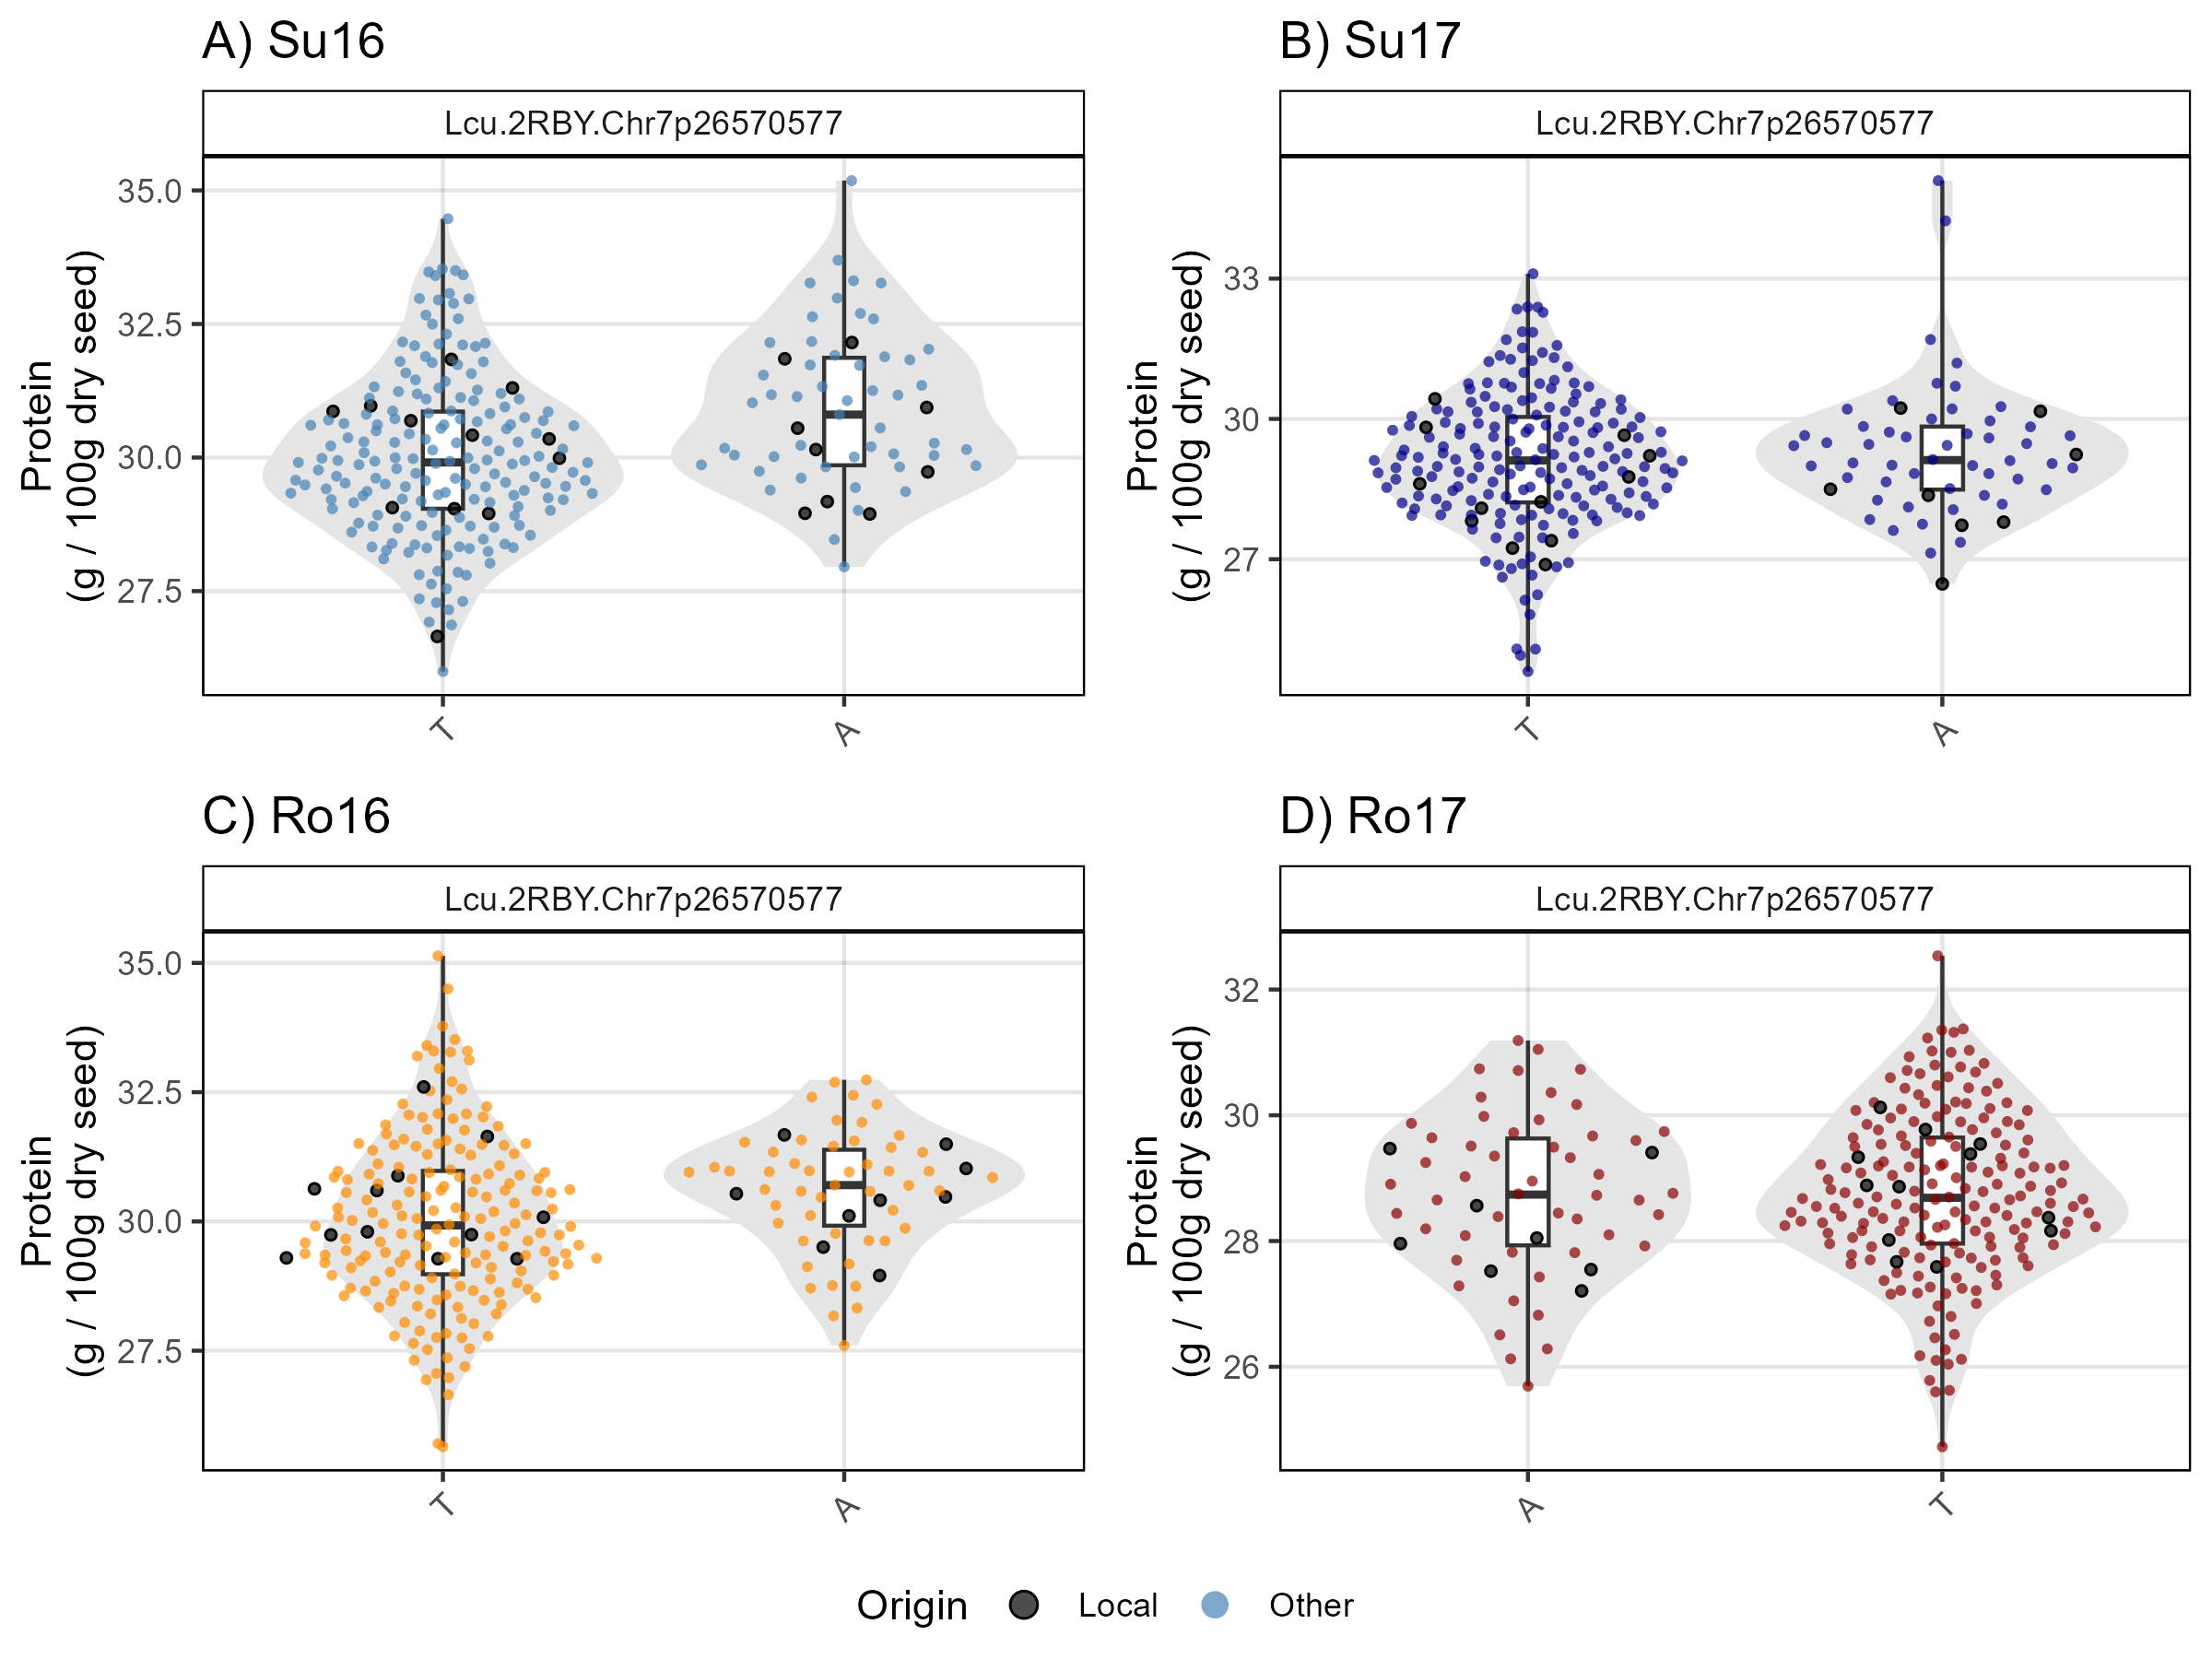 A) Su16
Lcu.2RBY.Chr7p26570577
Protein
(g / 100g dry seed)
35.0
32.5
30.0
27.5
T
A
B) Su17
Lcu.2RBY.Chr7p26570577
Protein
(g / 100g dry seed)
33
30
27
T
A
C) Ro16
Lcu.2RBY.Chr7p26570577
Protein
(g / 100g dry seed)
35.0
32.5
30.0
27.5
T
A
D) Ro17
Lcu.2RBY.Chr7p26570577
Protein
(g / 100g dry seed)
32
30
28
26
A
T
Origin Local Other